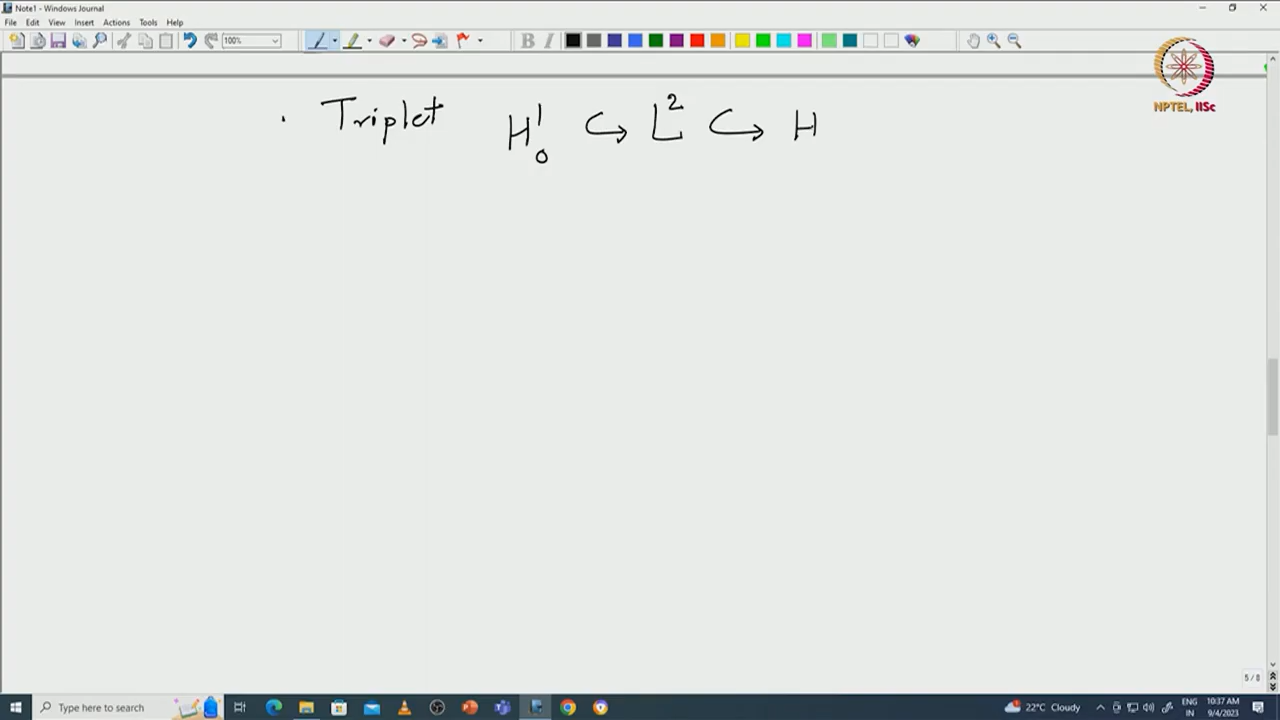 Note1 - Windows Journal
File Edit View Insert Actions Tools Help
100%
B I
NPTEL, IISc
. Triplet H¹₀ ↪ L² ↪ H
5 / 8
Type here to search
22°C Cloudy
ENG
IN
10:37 AM
9/4/2023